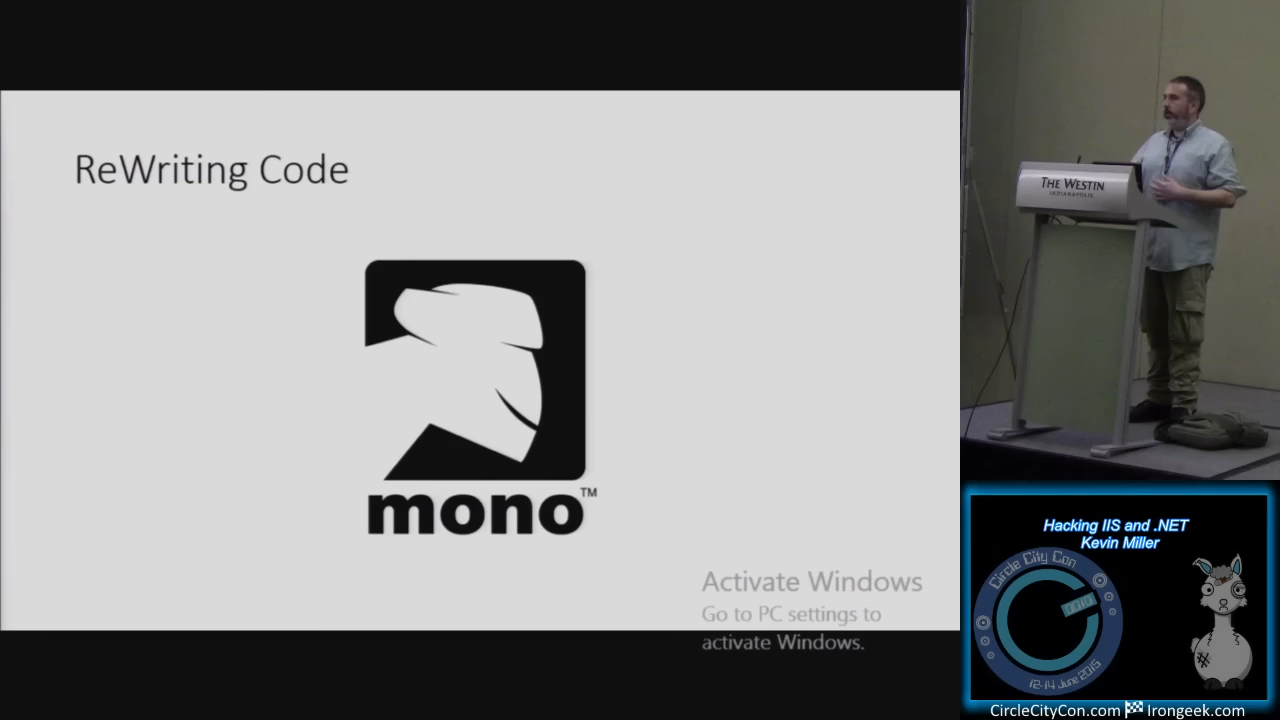 ReWriting Code
mono™
Activate Windows
Go to PC settings to
activate Windows.
THE WESTIN
Hacking IIS and .NET
Kevin Miller
Circle City Con
12-14 June 2015
CircleCityCon.com Irongeek.com